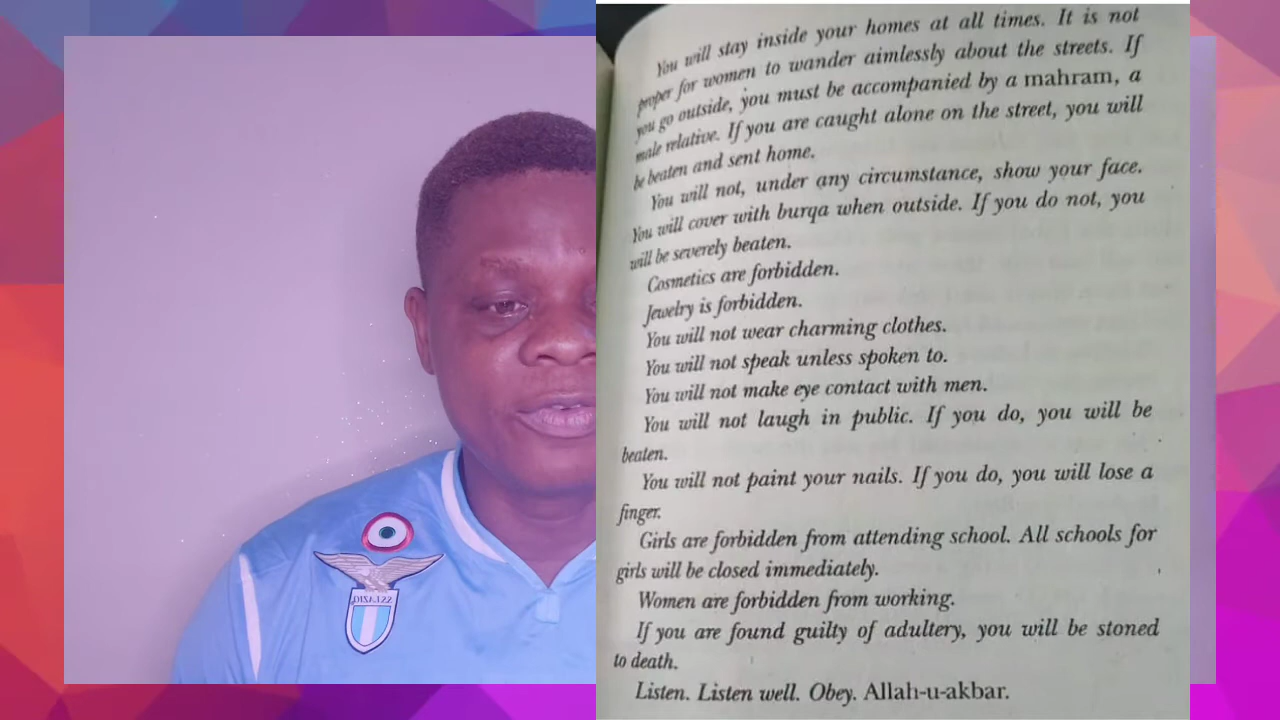 S.S.LAZIO
You will stay inside your homes at all times. It is not
proper for women to wander aimlessly about the streets. If
you go outside, you must be accompanied by a mahram, a
male relative. If you are caught alone on the street, you will
be beaten and sent home.
You will not, under any circumstance, show your face.
You will cover with burqa when outside. If you do not, you
will be severely beaten.
Cosmetics are forbidden.
Jewelry is forbidden.
You will not wear charming clothes.
You will not speak unless spoken to.
You will not make eye contact with men.
You will not laugh in public. If you do, you will be
beaten.
You will not paint your nails. If you do, you will lose a
finger.
Girls are forbidden from attending school. All schools for
girls will be closed immediately.
Women are forbidden from working.
If you are found guilty of adultery, you will be stoned
to death.
Listen. Listen well. Obey. Allah-u-akbar.